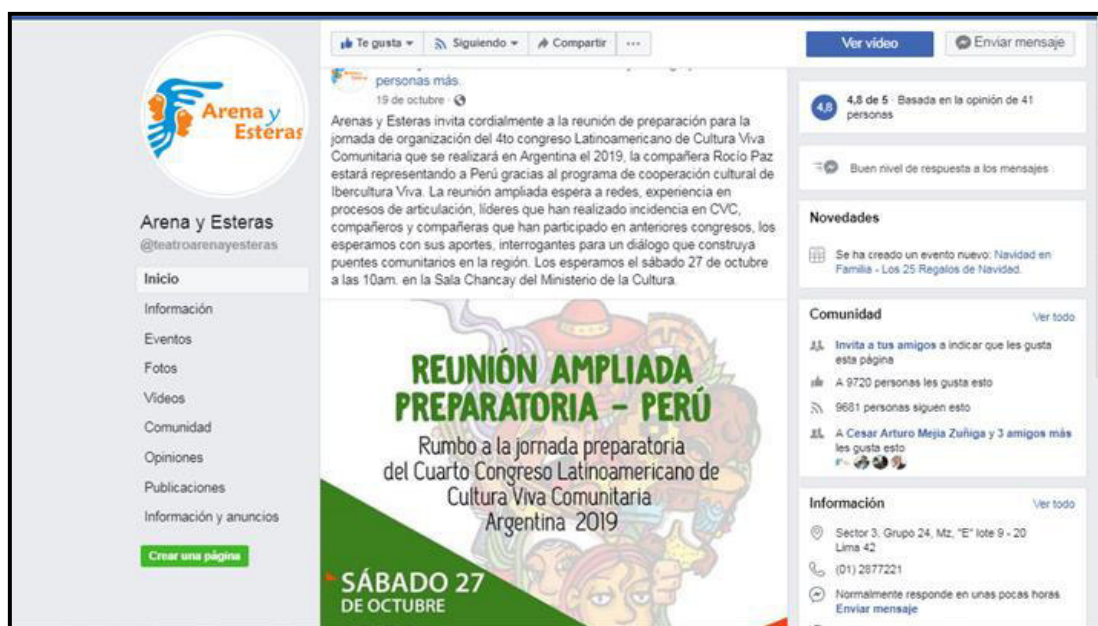 Arena y
Esteras
Arena y Esteras
@teatroarenayesteras
Inicio
Información
Eventos
Fotos
Vídeos
Comunidad
Opiniones
Publicaciones
Información y anuncios
Crear una página
Te gusta
Siguiendo
Compartir
personas más.
19 de octubre
Arenas y Esteras invita cordialmente a la reunión de preparación para la
jornada de organización del 4to congreso Latinoamericano de Cultura Viva
Comunitaria que se realizará en Argentina el 2019, la compañera Rocío Paz
estará representando a Perú gracias al programa de cooperación cultural de
Ibercultura Viva. La reunión ampliada espera a redes, experiencia en
procesos de articulación, líderes que han realizado incidencia en CVC,
compañeros y compañeras que han participado en anteriores congresos, los
esperamos con sus aportes, interrogantes para un diálogo que construya
puentes comunitarios en la región. Los esperamos el sábado 27 de octubre
a las 10am. en la Sala Chancay del Ministerio de la Cultura.
REUNIÓN AMPLIADA
PREPARATORIA – PERÚ
Rumbo a la jornada preparatoria
del Cuarto Congreso Latinoamericano de
Cultura Viva Comunitaria
Argentina 2019
SÁBADO 27
DE OCTUBRE
Ver vídeo
Enviar mensaje
4,8
4,8 de 5 · Basada en la opinión de 41
personas
Buen nivel de respuesta a los mensajes
Novedades
Se ha creado un evento nuevo: Navidad en
Familia - Los 25 Regalos de Navidad.
Comunidad
Ver todo
Invita a tus amigos a indicar que les gusta
esta página
A 9720 personas les gusta esto
9681 personas siguen esto
A Cesar Arturo Mejia Zuñiga y 3 amigos más
les gusta esto
Información
Ver todo
Sector 3, Grupo 24, Mz, "E" lote 9 - 20
Lima 42
(01) 2877221
Normalmente responde en unas pocas horas
Enviar mensaje